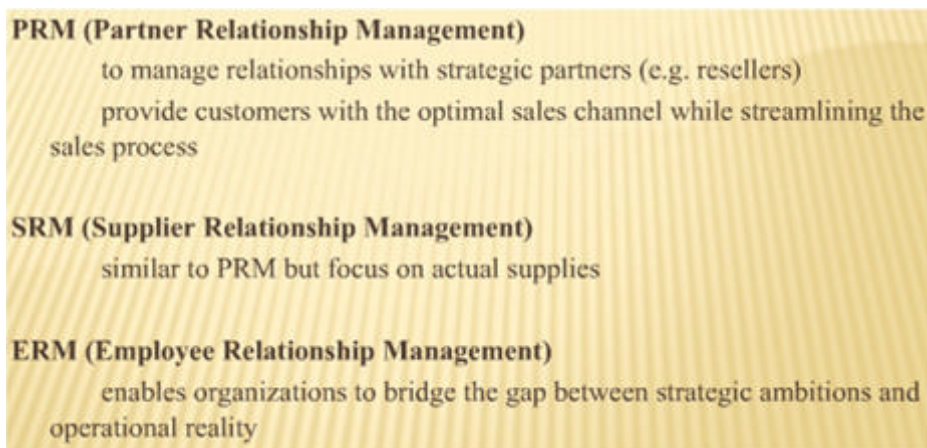 PRM (Partner Relationship Management)
to manage relationships with strategic partners (e.g. resellers)
provide customers with the optimal sales channel while streamlining the
sales process
SRM (Supplier Relationship Management)
similar to PRM but focus on actual supplies
ERM (Employee Relationship Management)
enables organizations to bridge the gap between strategic ambitions and
operational reality